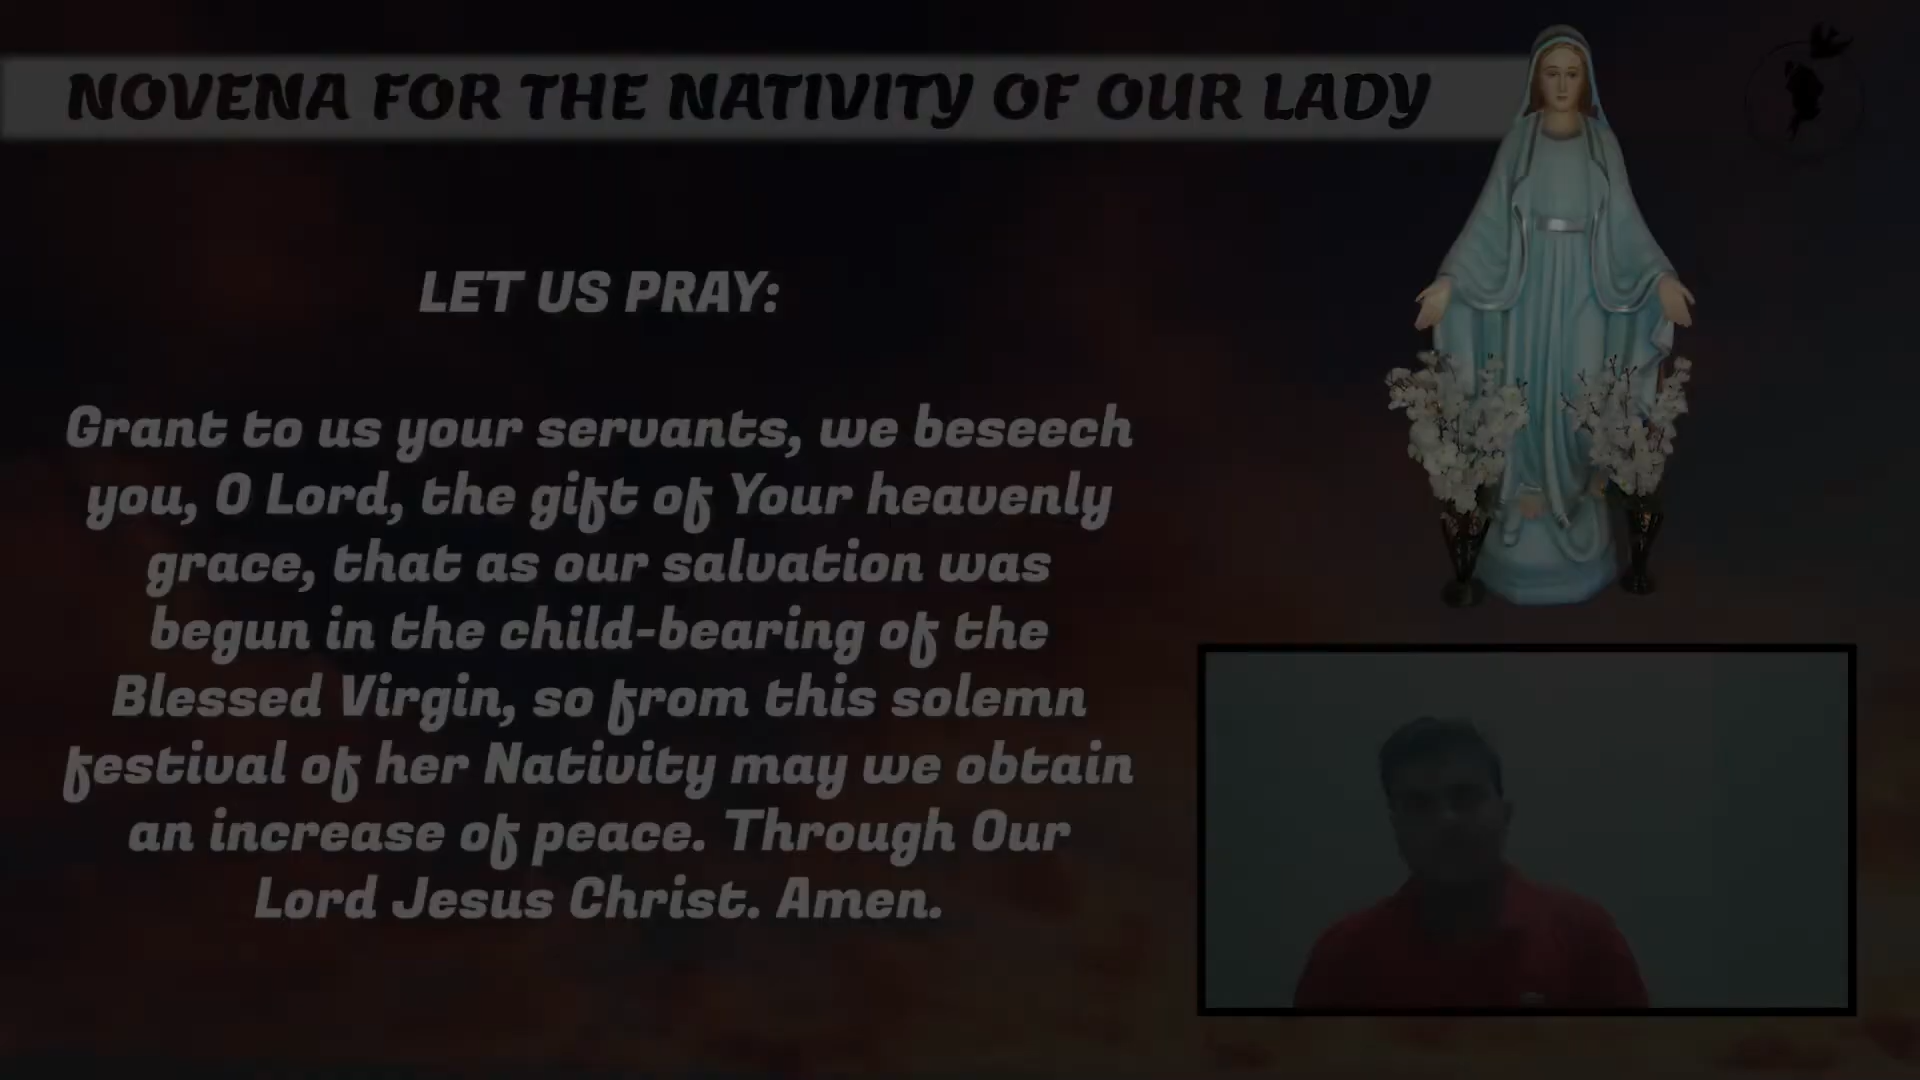 NOVENA FOR THE NATIVITY OF OUR LADY
LET US PRAY:
Grant to us your servants, we beseech
you, O Lord, the gift of Your heavenly
grace, that as our salvation was
begun in the child-bearing of the
Blessed Virgin, so from this solemn
festival of her Nativity may we obtain
an increase of peace. Through Our
Lord Jesus Christ. Amen.